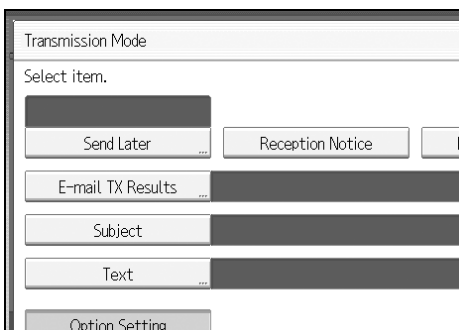 Transmission Mode
Select item.
Send Later
Reception Notice
E-mail TX Results
Subject
Text
Option Setting